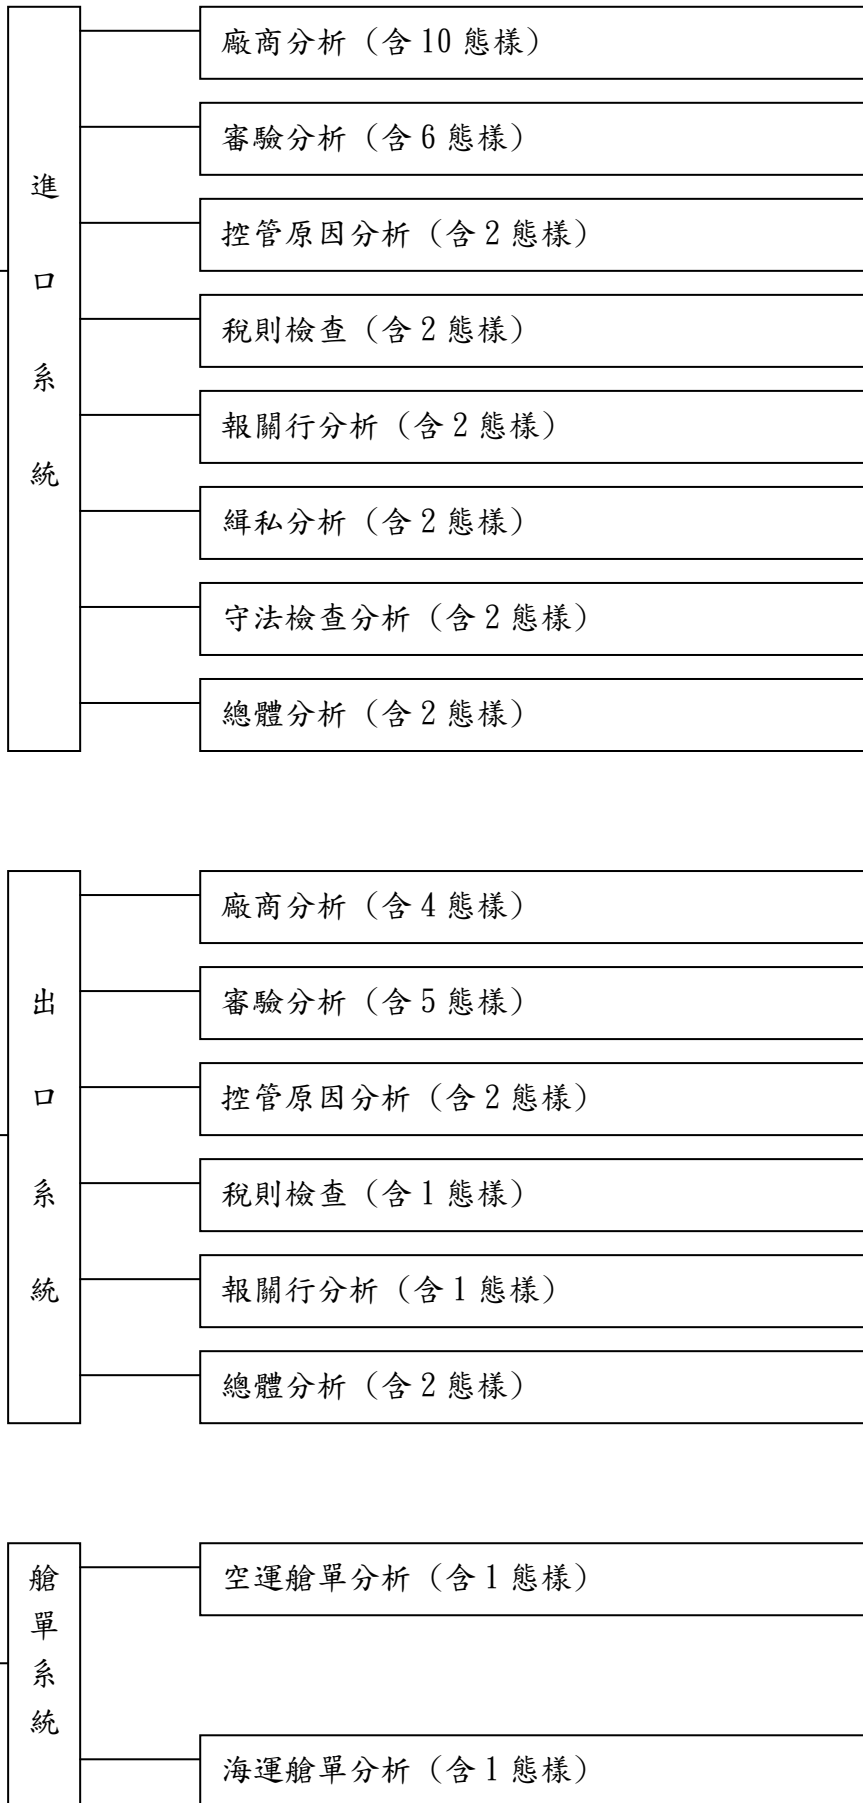 進口系統
廠商分析（含 10 態樣）
審驗分析（含 6 態樣）
控管原因分析（含 2 態樣）
稅則檢查（含 2 態樣）
報關行分析（含 2 態樣）
緝私分析（含 2 態樣）
守法檢查分析（含 2 態樣）
總體分析（含 2 態樣）
出口系統
廠商分析（含 4 態樣）
審驗分析（含 5 態樣）
控管原因分析（含 2 態樣）
稅則檢查（含 1 態樣）
報關行分析（含 1 態樣）
總體分析（含 2 態樣）
艙單系統
空運艙單分析（含 1 態樣）
海運艙單分析（含 1 態樣）